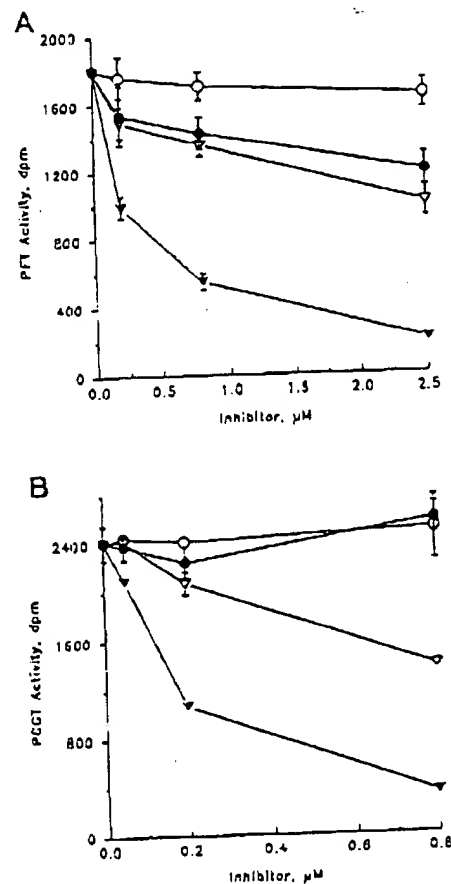 A
2000
1600
1200
800
400
0
PFT Activity, dpm
0.0 0.5 1.0 1.5 2.0 2.5
Inhibitor, µM
B
2400
1600
800
0
PGGT Activity, dpm
0.0 0.2 0.4 0.6 0.8
Inhibitor, µM